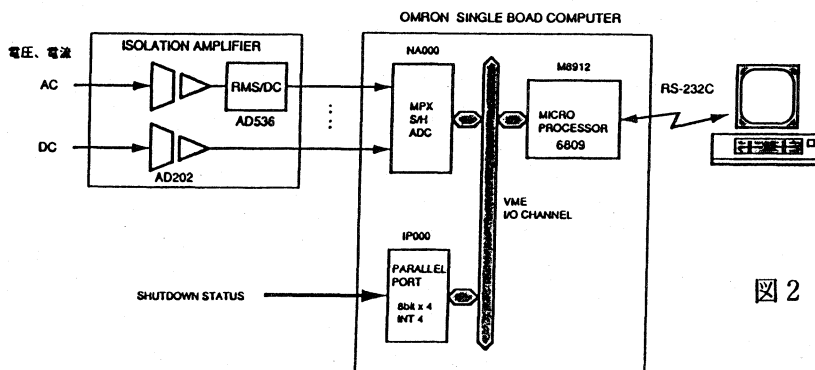 OMRON SINGLE BOAD COMPUTER
電圧、電流
ISOLATION AMPLIFIER
AC
RMS/DC
AD536
DC
AD202
NA000
MPX
S/H
ADC
M8912
MICRO
PROCESSOR
6809
RS-232C
VME
I/O CHANNEL
IP000
PARALLEL
PORT
8bit x 4
INT 4
SHUTDOWN STATUS
図 2